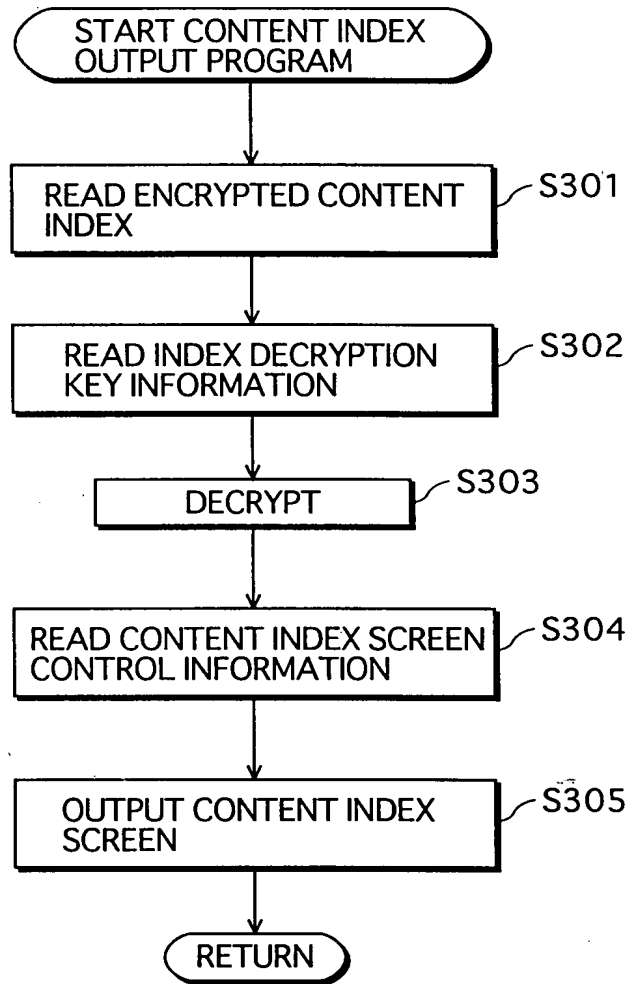 START CONTENT INDEX
OUTPUT PROGRAM
READ ENCRYPTED CONTENT
INDEX
S301
READ INDEX DECRYPTION
KEY INFORMATION
S302
DECRYPT
S303
READ CONTENT INDEX SCREEN
CONTROL INFORMATION
S304
OUTPUT CONTENT INDEX
SCREEN
S305
RETURN